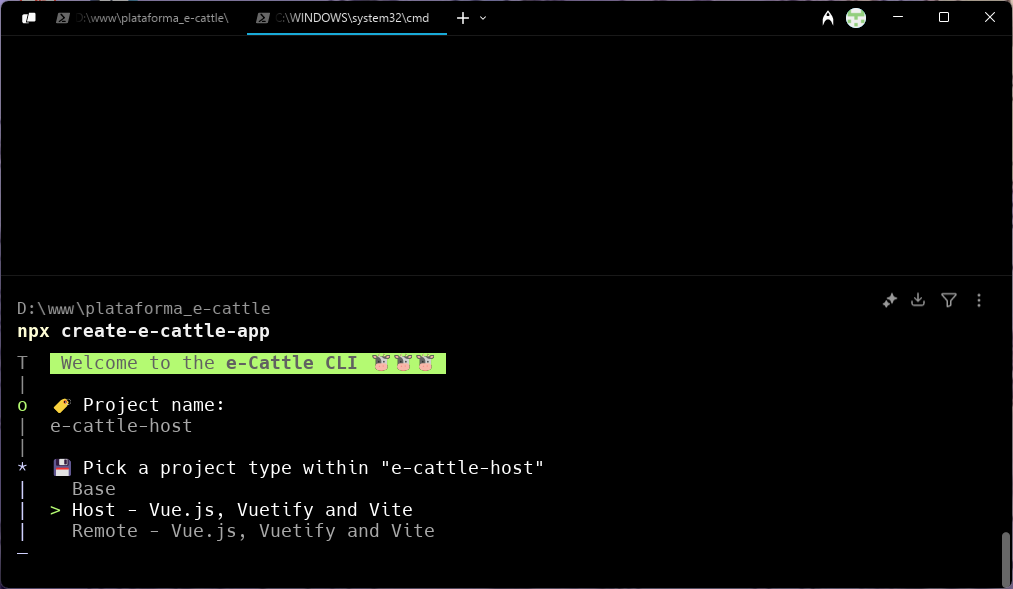 D:\www\plataforma_e-cattle\
C:\WINDOWS\system32\cmd
D:\www\plataforma_e-cattle
npx create-e-cattle-app
T Welcome to the e-Cattle CLI 🐮🐮🐮
|
o 🏷️ Project name:
| e-cattle-host
|
* 💾 Pick a project type within "e-cattle-host"
| Base
| > Host - Vue.js, Vuetify and Vite
| Remote - Vue.js, Vuetify and Vite
—